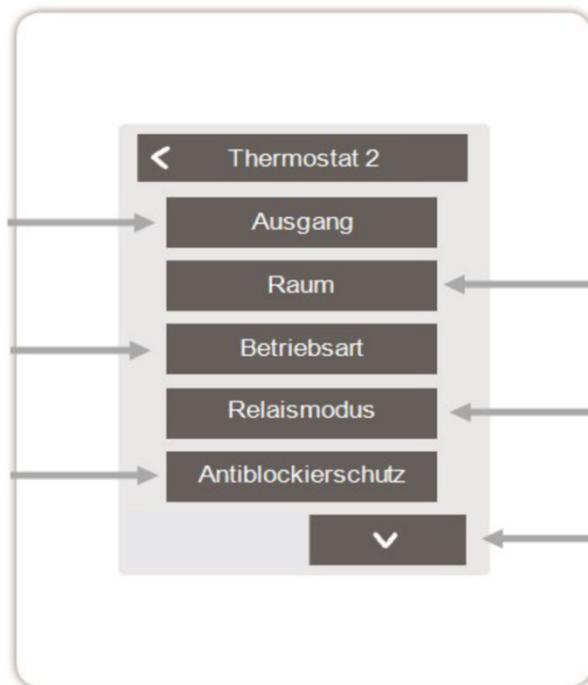 Thermostat 2
Ausgang
Raum
Betriebsart
Relaismodus
Antiblockierschutz